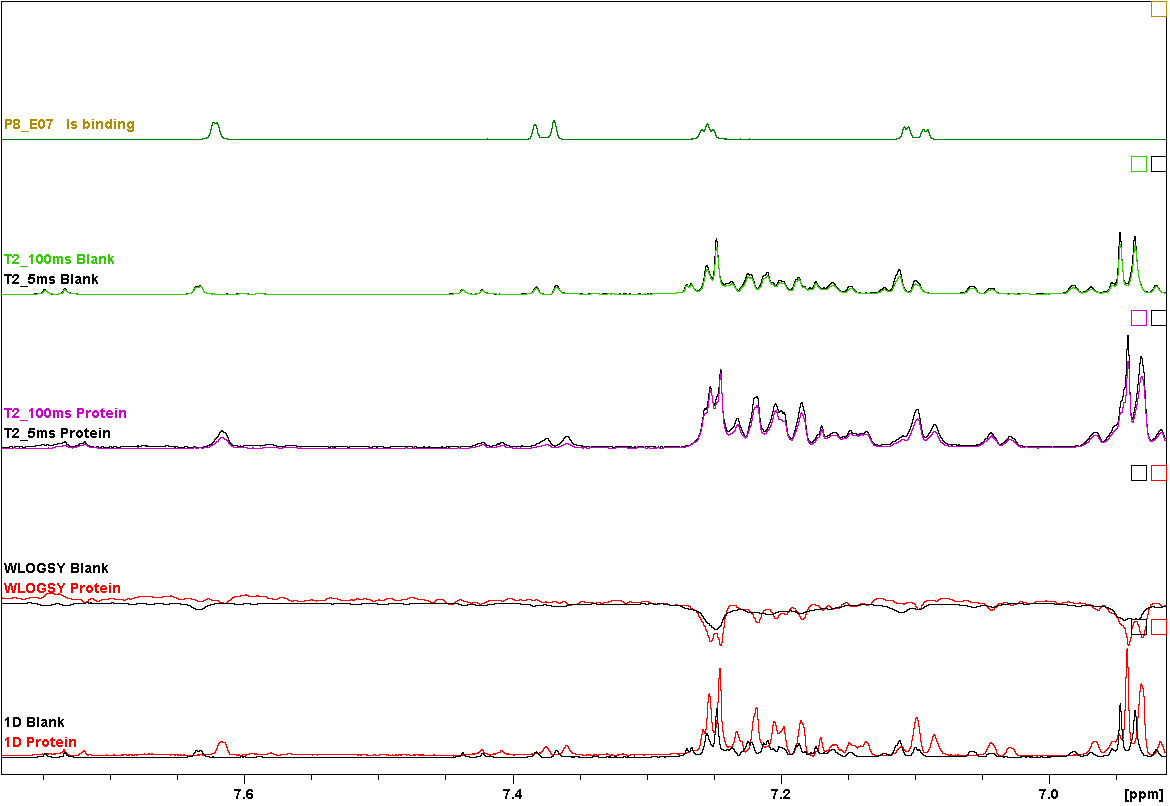 P8_E07 Is binding
T2_100ms Blank
T2_5ms Blank
T2_100ms Protein
T2_5ms Protein
WLOGSY Blank
WLOGSY Protein
1D Blank
1D Protein
7.6 7.4 7.2 7.0 [ppm]